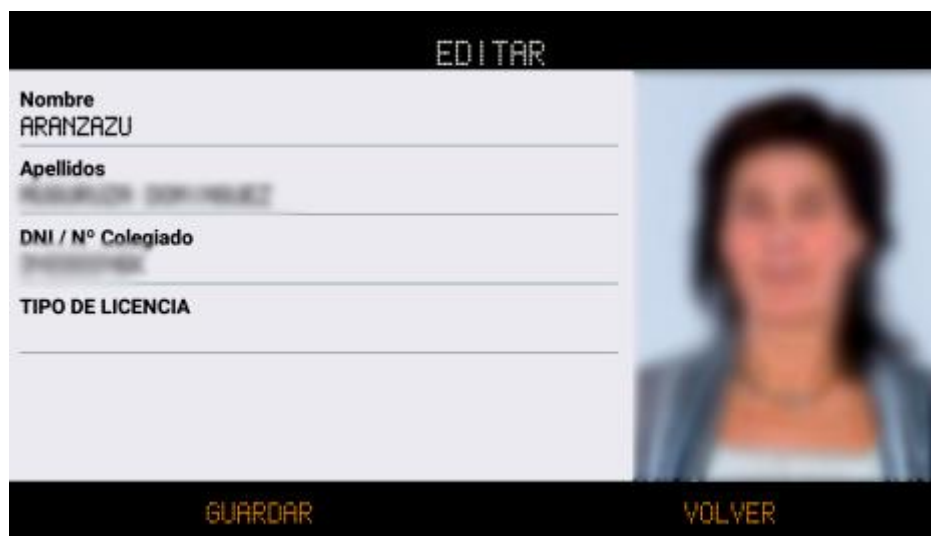 EDITAR
Nombre
ARANZAZU
Apellidos
DNI / Nº Colegiado
TIPO DE LICENCIA
GUARDAR
VOLVER